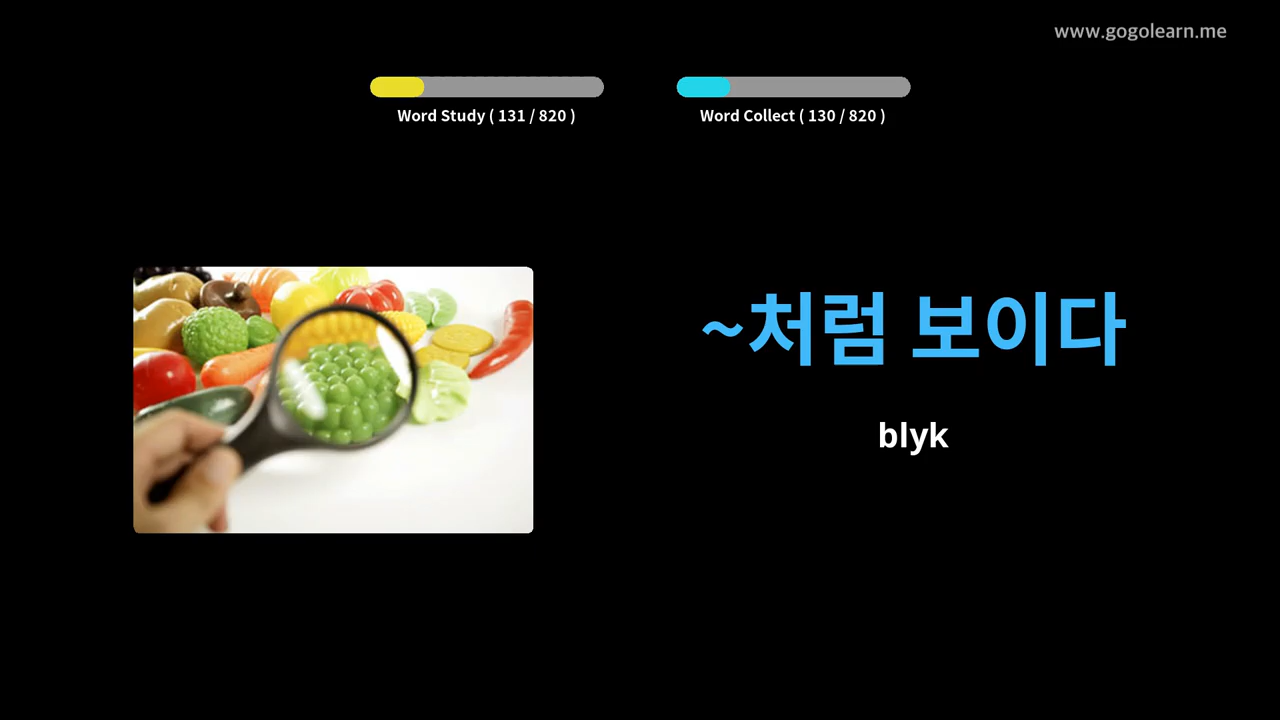 www.gogolearn.me
Word Study ( 131 / 820 )
Word Collect ( 130 / 820 )
~처럼 보이다
blyk